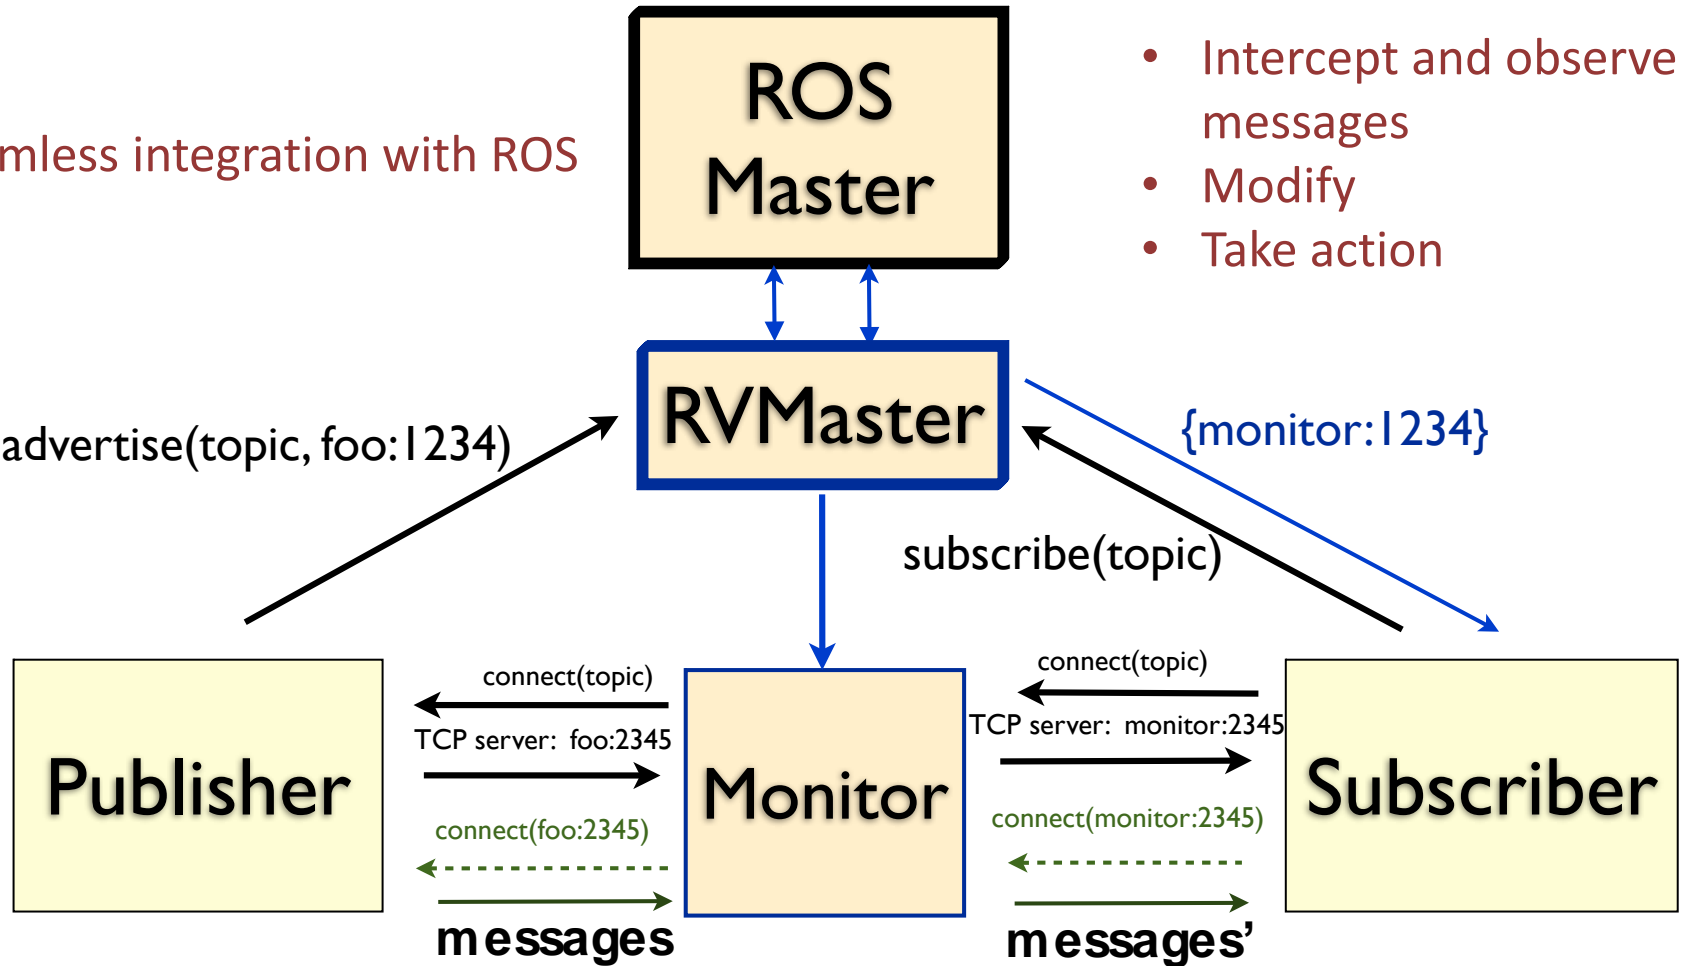 ROS
Master
mless integration with ROS
• Intercept and observe
messages
• Modify
• Take action
RVMaster
advertise(topic, foo:1234)
{monitor:1234}
subscribe(topic)
connect(topic)
TCP server: foo:2345
connect(foo:2345)
messages
connect(topic)
TCP server: monitor:2345
connect(monitor:2345)
messages’
Publisher
Monitor
Subscriber